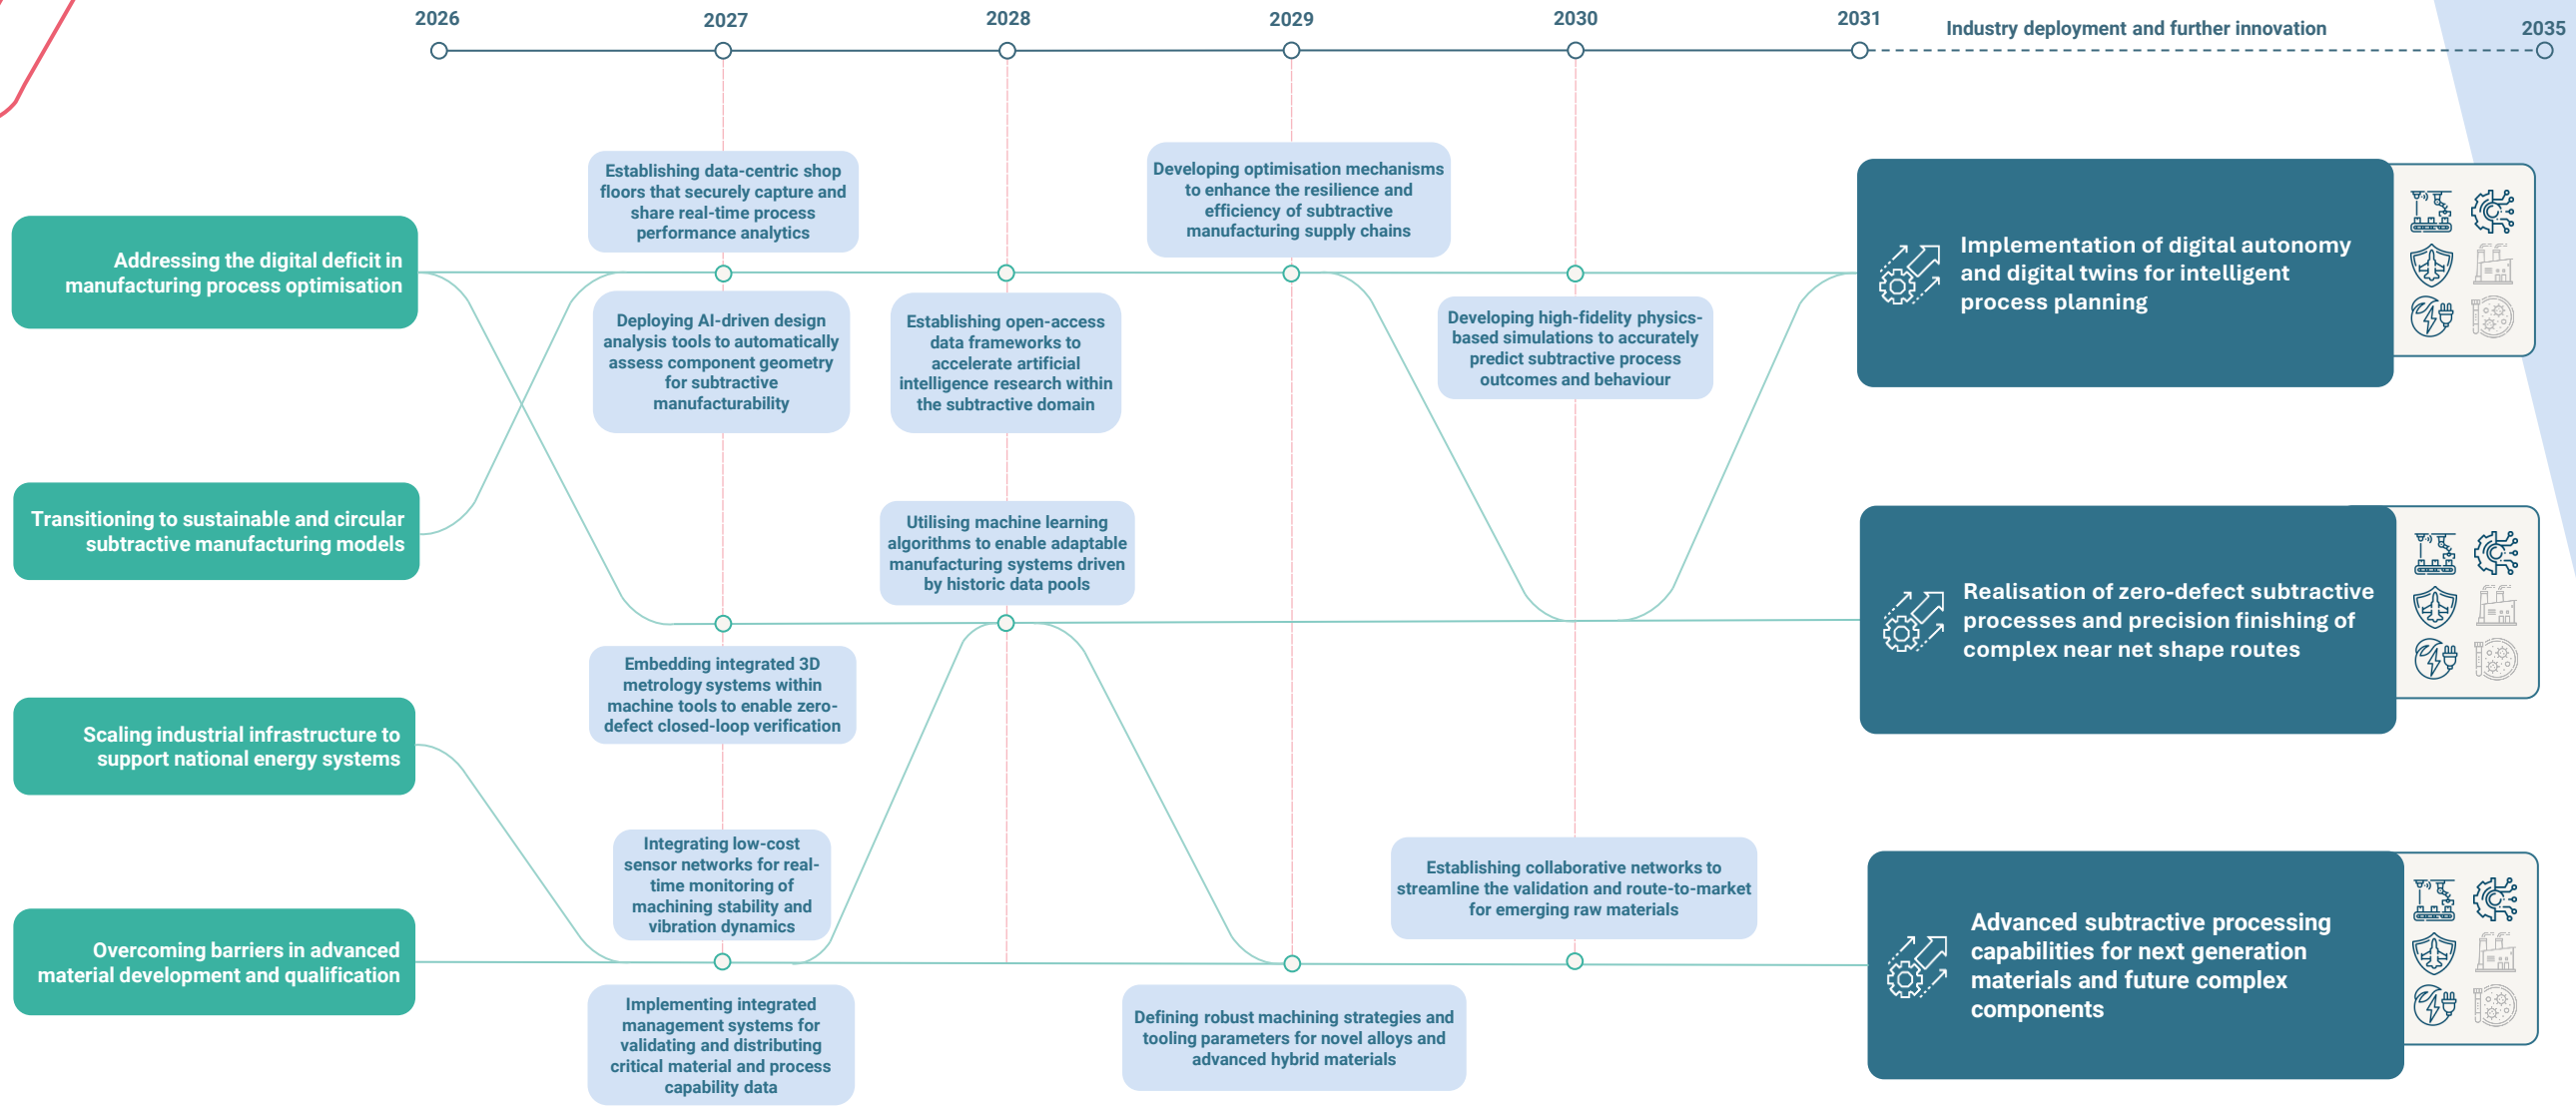 2026
2027
2028
2029
2030
2031
Industry deployment and further innovation
2035
Addressing the digital deficit in
manufacturing process optimisation
Transitioning to sustainable and circular
subtractive manufacturing models
Scaling industrial infrastructure to
support national energy systems
Overcoming barriers in advanced
material development and qualification
Establishing data-centric shop
floors that securely capture and
share real-time process
performance analytics
Deploying AI-driven design
analysis tools to automatically
assess component geometry
for subtractive
manufacturability
Embedding integrated 3D
metrology systems within
machine tools to enable zero-
defect closed-loop verification
Integrating low-cost
sensor networks for real-
time monitoring of
machining stability and
vibration dynamics
Implementing integrated
management systems for
validating and distributing
critical material and process
capability data
Establishing open-access
data frameworks to
accelerate artificial
intelligence research within
the subtractive domain
Utilising machine learning
algorithms to enable adaptable
manufacturing systems driven
by historic data pools
Developing optimisation mechanisms
to enhance the resilience and
efficiency of subtractive
manufacturing supply chains
Defining robust machining strategies and
tooling parameters for novel alloys and
advanced hybrid materials
Developing high-fidelity physics-
based simulations to accurately
predict subtractive process
outcomes and behaviour
Establishing collaborative networks to
streamline the validation and route-to-market
for emerging raw materials
Implementation of digital autonomy
and digital twins for intelligent
process planning
Realisation of zero-defect subtractive
processes and precision finishing of
complex near net shape routes
Advanced subtractive processing
capabilities for next generation
materials and future complex
components